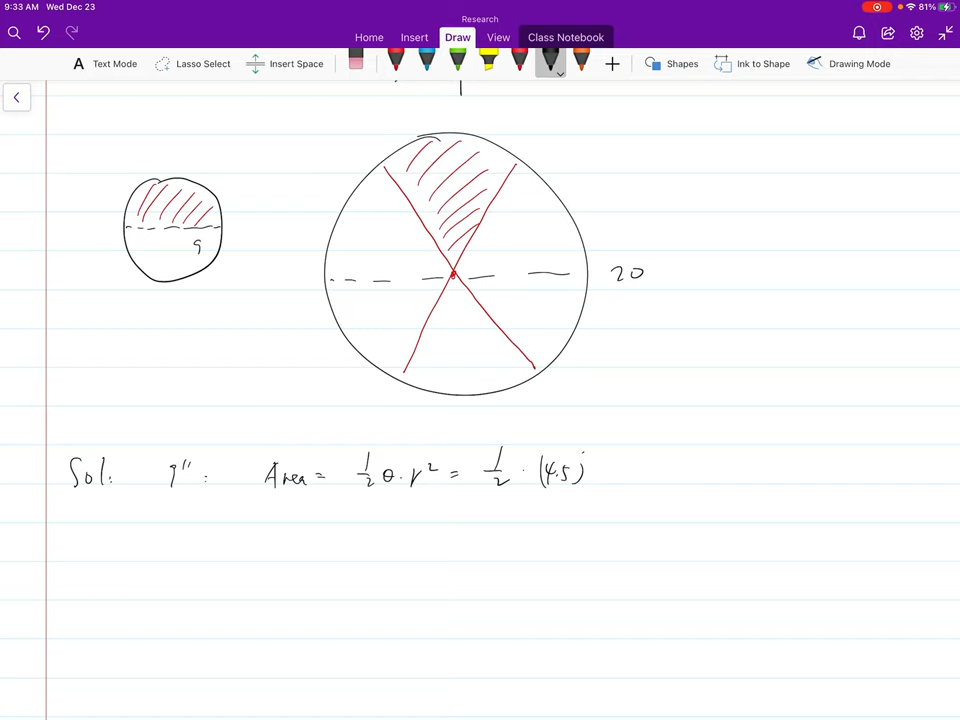 9:33 AM Wed Dec 23
81%
Research
Home Insert Draw View Class Notebook
A Text Mode Lasso Select Insert Space Shapes Ink to Shape Drawing Mode
9
20
Sol: 9": Area = 1/2 θ · r² = 1/2 · (4.5)